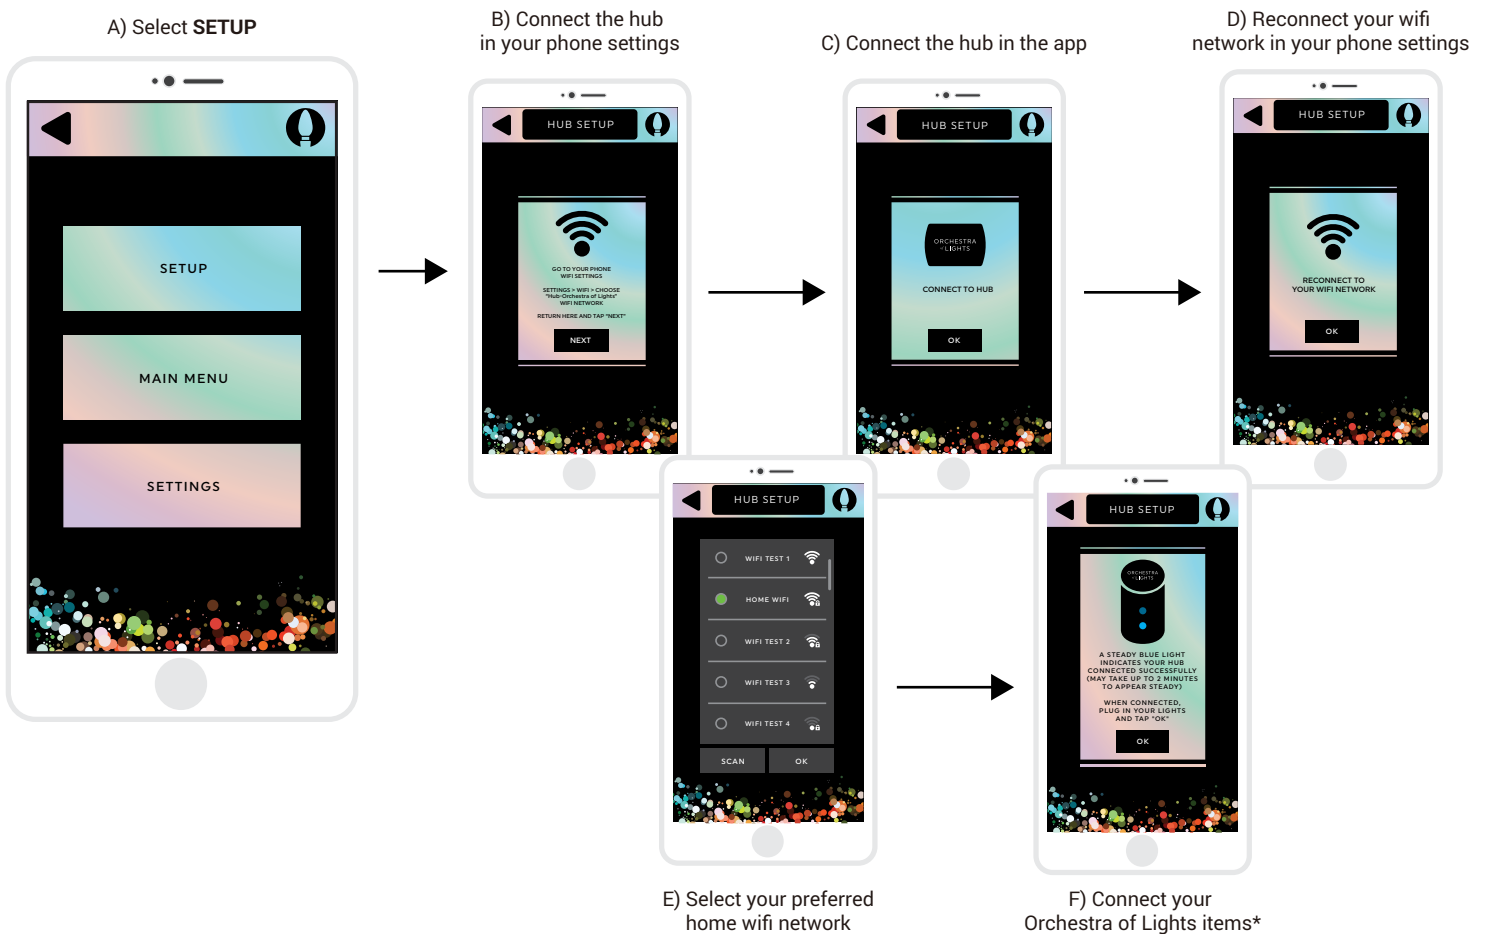 A) Select SETUP
SETUP
MAIN MENU
SETTINGS
B) Connect the hub
in your phone settings
HUB SETUP
GO TO YOUR PHONE
WIFI SETTINGS
SETTINGS > WIFI > CHOOSE
"Hub-Orchestra of Lights"
WIFI NETWORK
RETURN HERE AND TAP "NEXT"
NEXT
C) Connect the hub in the app
HUB SETUP
ORCHESTRA
OF LIGHTS
CONNECT TO HUB
OK
D) Reconnect your wifi
network in your phone settings
HUB SETUP
RECONNECT TO
YOUR WIFI NETWORK
OK
HUB SETUP
WIFI TEST 1
HOME WIFI
WIFI TEST 2
WIFI TEST 3
WIFI TEST 4
SCAN
OK
E) Select your preferred
home wifi network
HUB SETUP
ORCHESTRA
OF LIGHTS
A STEADY BLUE LIGHT
INDICATES YOUR HUB
CONNECTED SUCCESSFULLY
(MAY TAKE UP TO 2 MINUTES
TO APPEAR STEADY)
WHEN CONNECTED,
PLUG IN YOUR LIGHTS
AND TAP "OK"
OK
F) Connect your
Orchestra of Lights items*